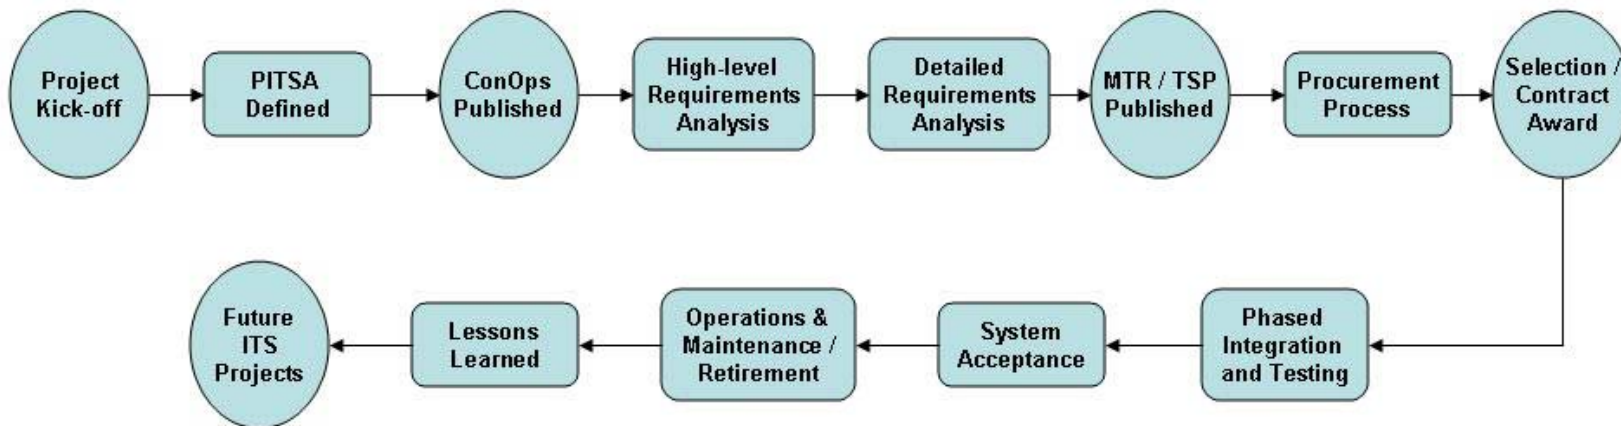 Project
Kick-off
PITSA
Defined
ConOps
Published
High-level
Requirements
Analysis
Detailed
Requirements
Analysis
MTR / TSP
Published
Procurement
Process
Selection /
Contract
Award
Phased
Integration
and Testing
System
Acceptance
Operations &
Maintenance /
Retirement
Lessons
Learned
Future
ITS
Projects